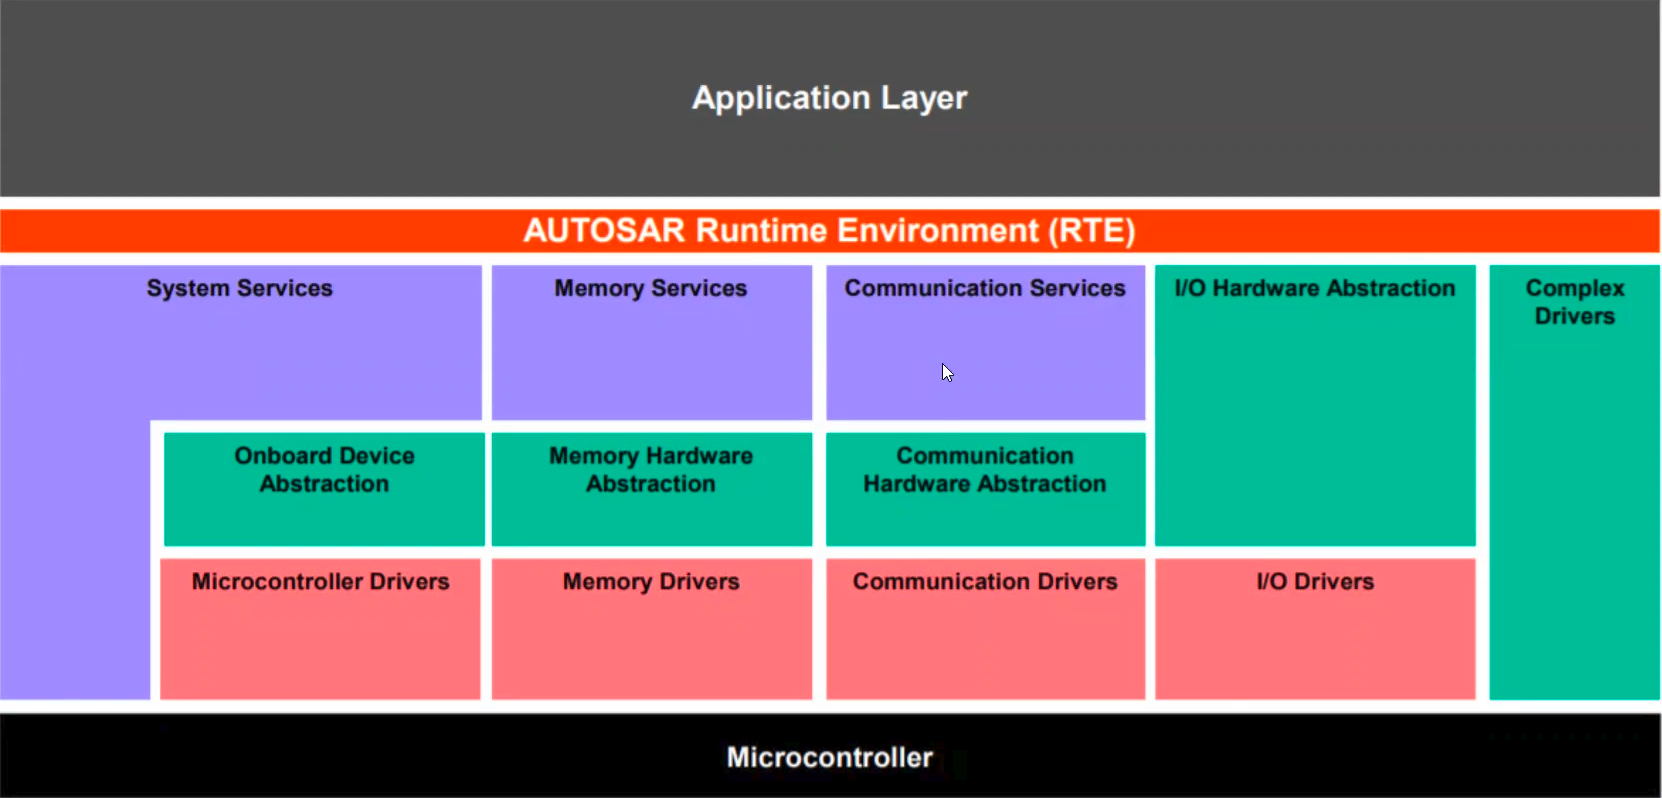 Application Layer
AUTOSAR Runtime Environment (RTE)
System Services
Memory Services
Communication Services
I/O Hardware Abstraction
Complex
Drivers
Onboard Device
Abstraction
Memory Hardware
Abstraction
Communication
Hardware Abstraction
Microcontroller Drivers
Memory Drivers
Communication Drivers
I/O Drivers
Microcontroller